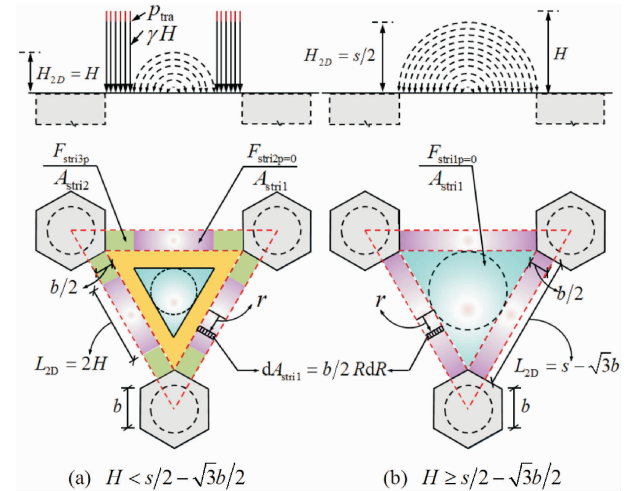 (a)
p_tra
γH
H_2D = H
(b)
H_2D = s/2
H
F_stri3p
A_stri2
F_stri2p=0
A_stri1
b/2
r
L_2D = 2H
dA_stri1 = b/2 RdR
b
F_stri1p=0
A_stri1
b/2
r
L_2D = s − √3b
b
(a) H < s/2 − √3b/2
(b) H ≥ s/2 − √3b/2